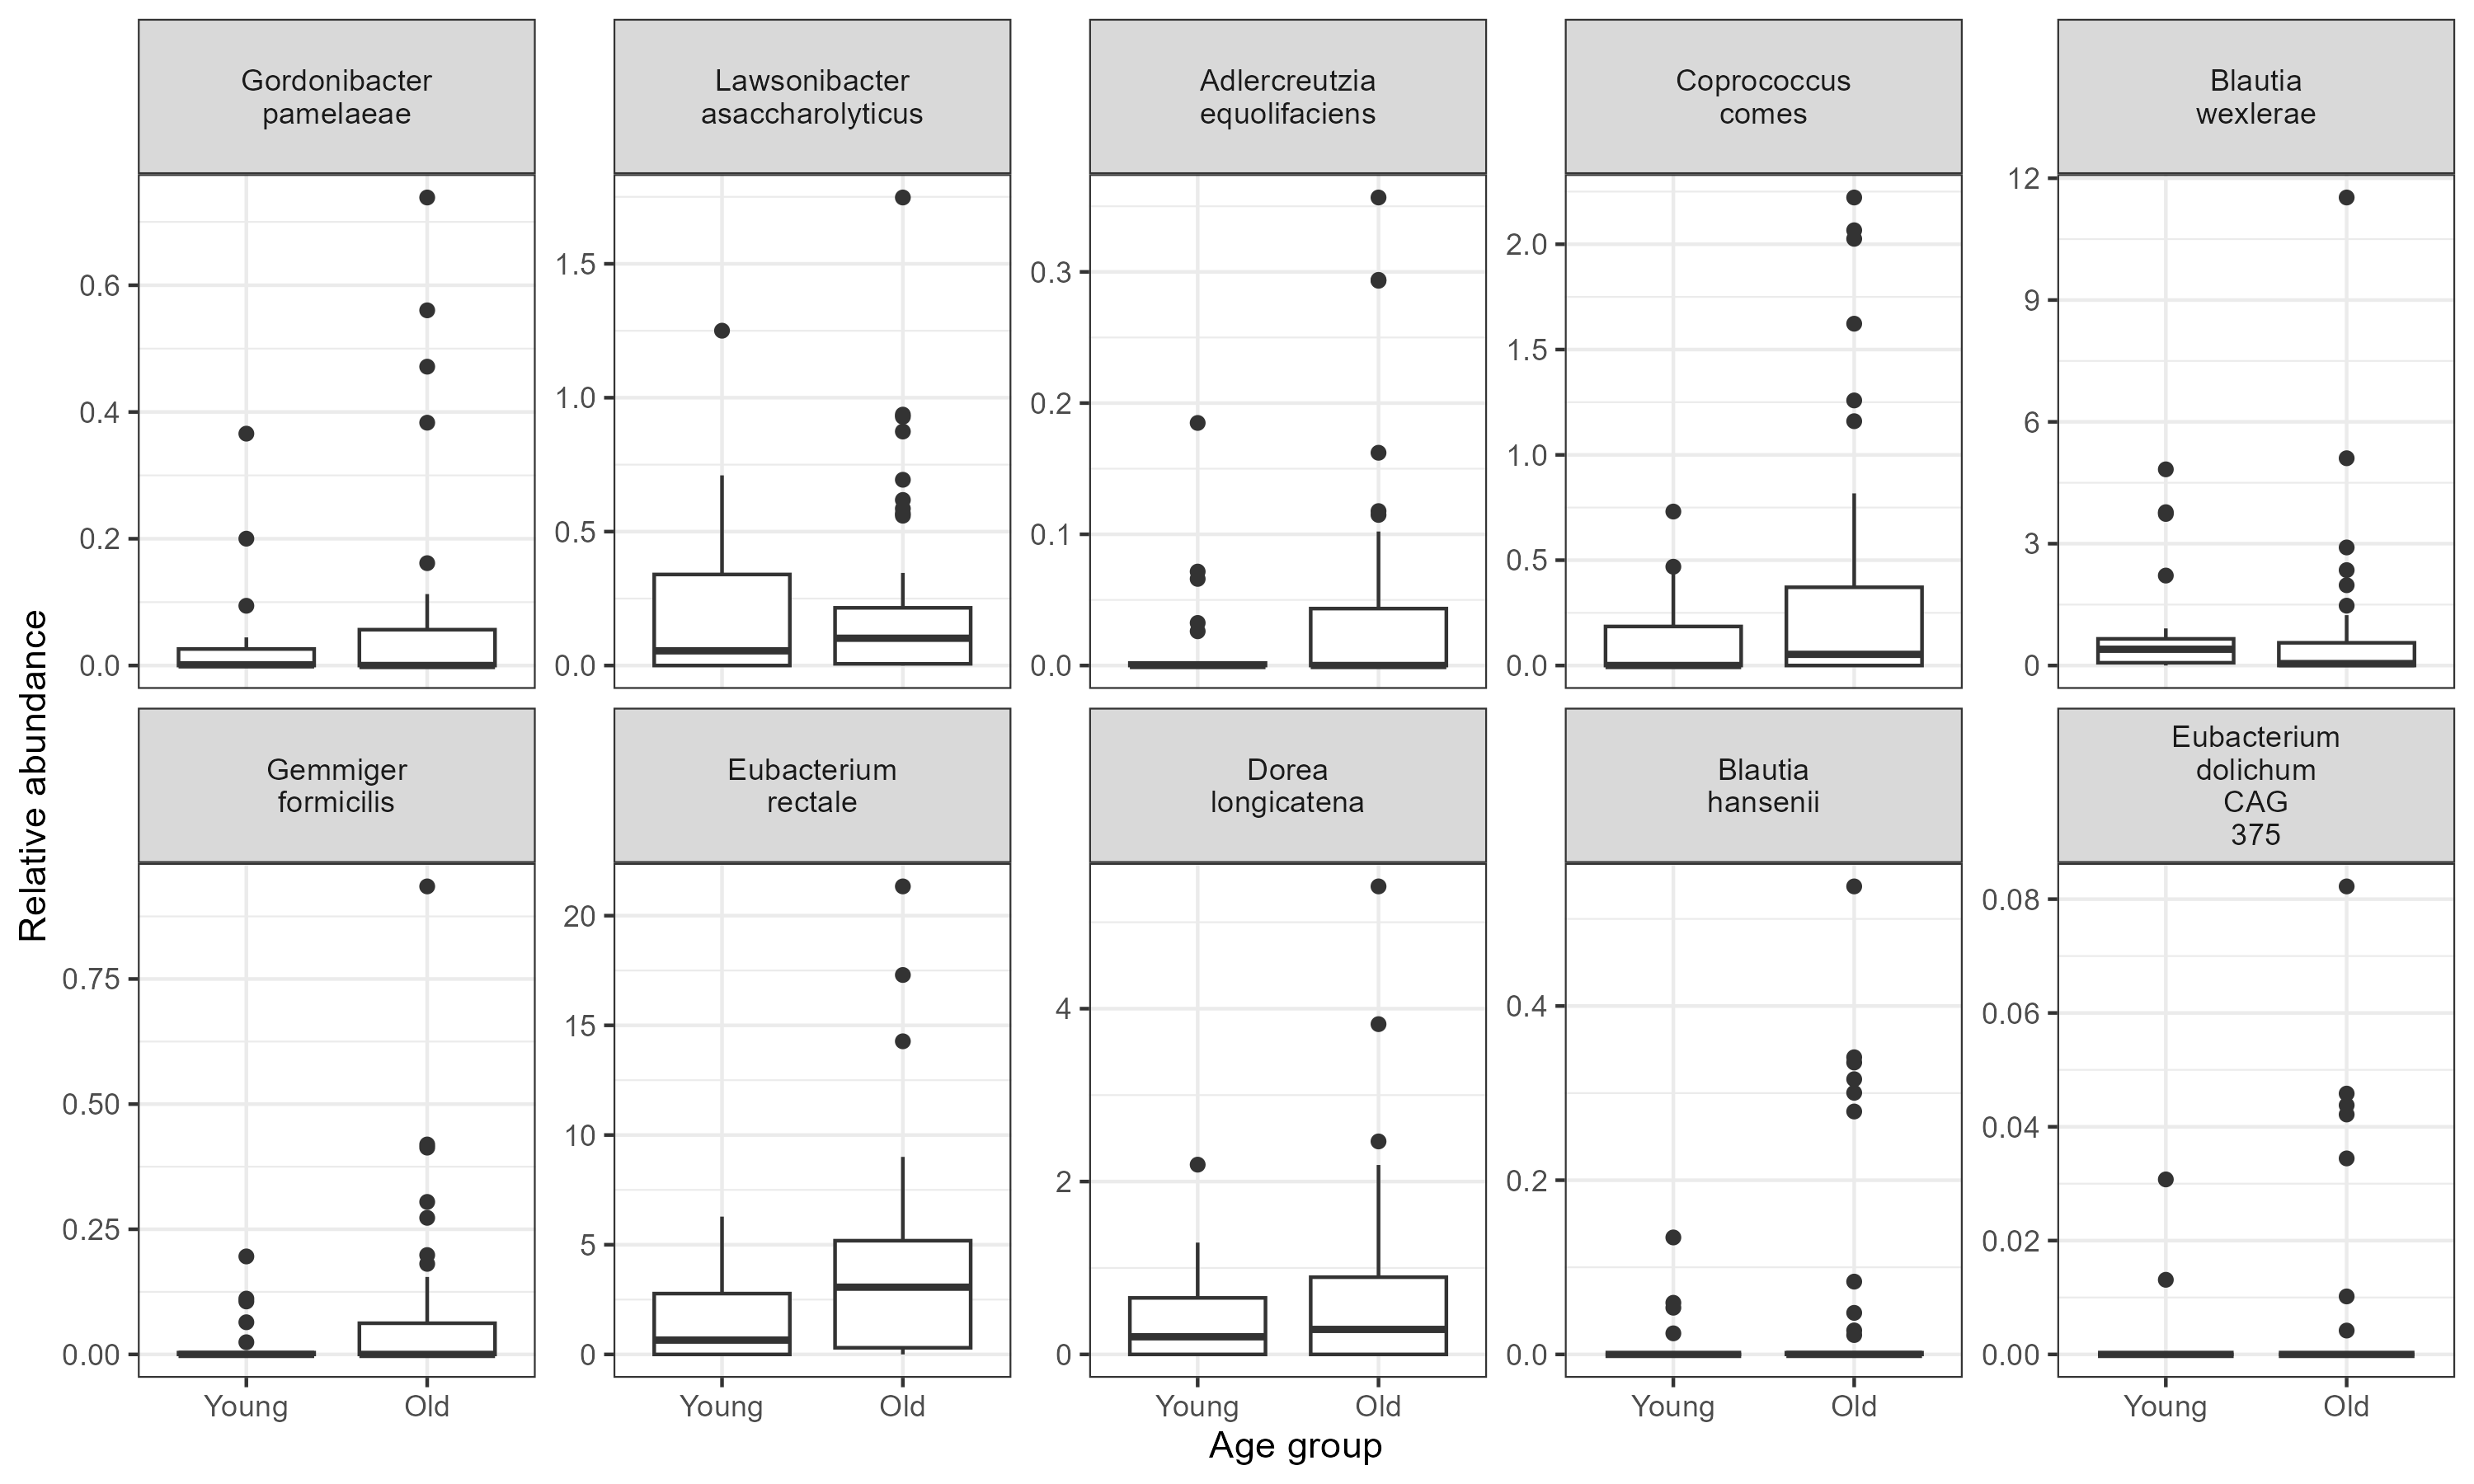 Gordonibacter
pamelaeae
Lawsonibacter
asaccharolyticus
Adlercreutzia
equolifaciens
Coprococcus
comes
Blautia
wexlerae
0.6
0.4
0.2
0.0
1.5
1.0
0.5
0.0
0.3
0.2
0.1
0.0
2.0
1.5
1.0
0.5
0.0
12
9
6
3
0
Relative abundance
Gemmiger
formicilis
Eubacterium
rectale
Dorea
longicatena
Blautia
hansenii
Eubacterium
dolichum
CAG
375
0.75
0.50
0.25
0.00
20
15
10
5
0
4
2
0
0.4
0.2
0.0
0.08
0.06
0.04
0.02
0.00
Young Old
Young Old
Young Old
Young Old
Young Old
Age group